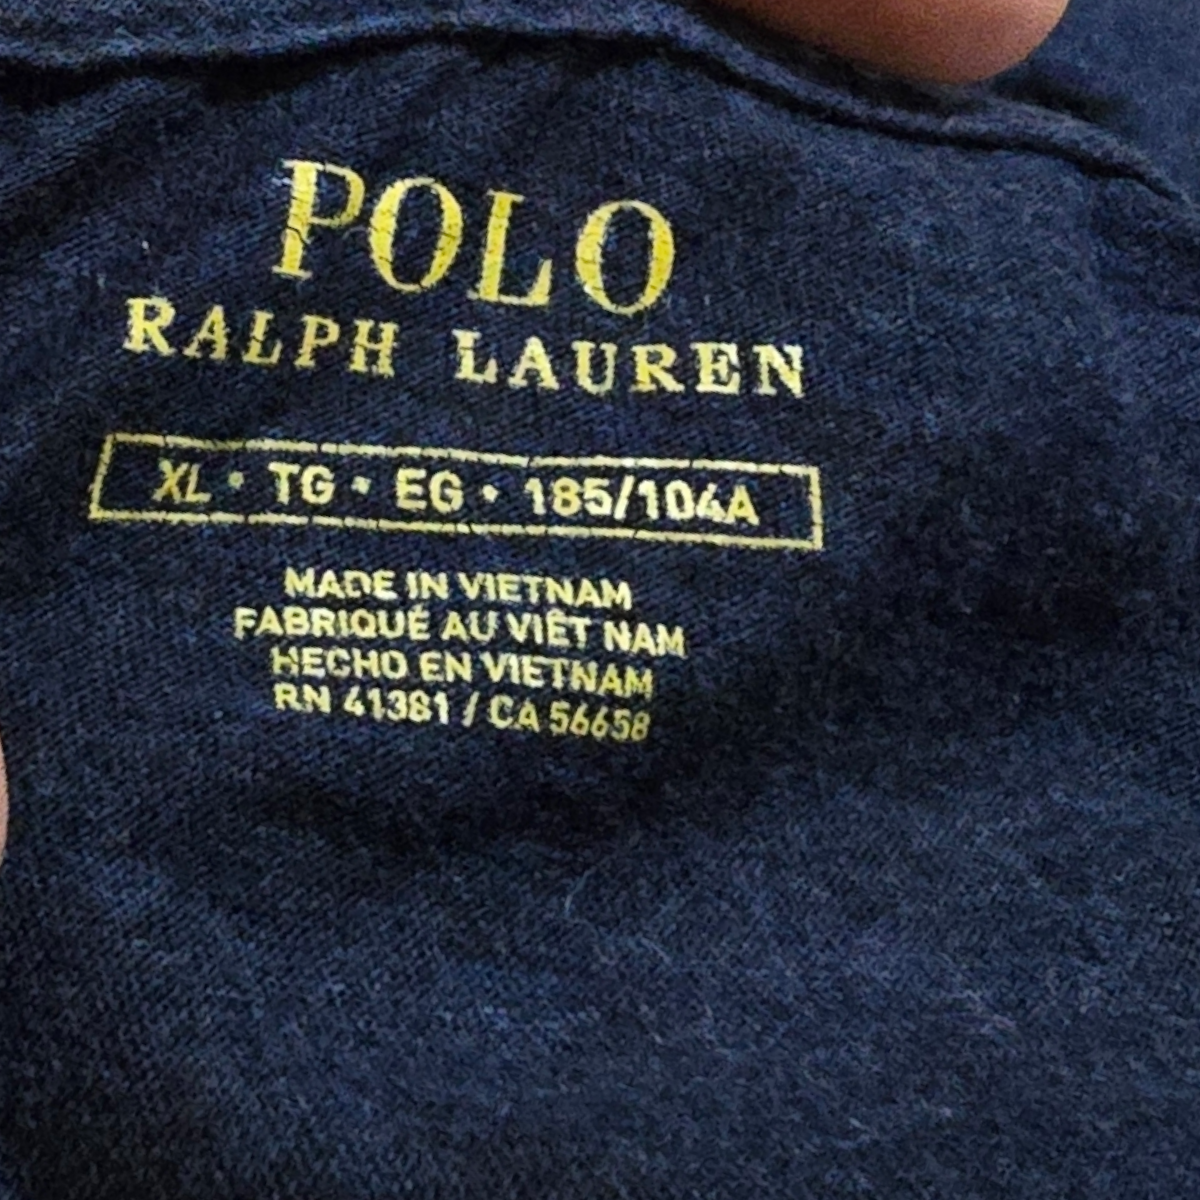 POLO
RALPH LAUREN
XL • TG • EG • 185/104A
MADE IN VIETNAM
FABRIQUÉ AU VIÊT NAM
HECHO EN VIETNAM
RN 41381 / CA 56658